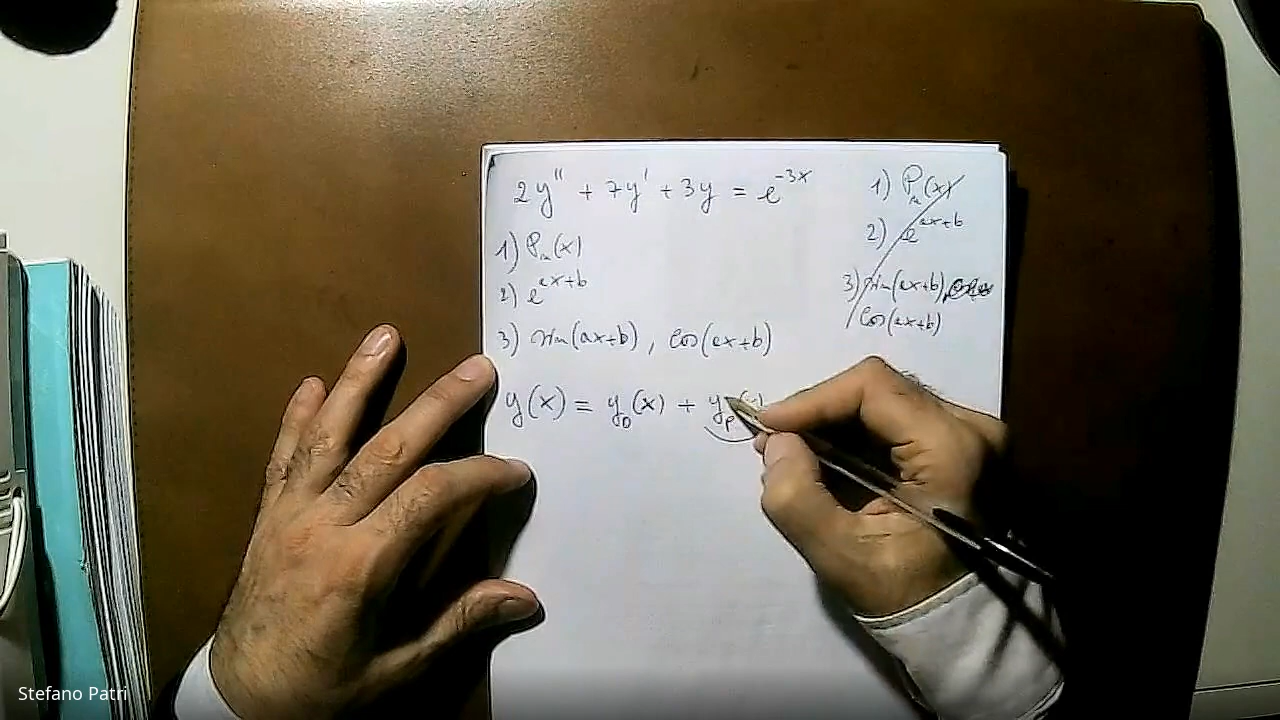 2y'' + 7y' + 3y = e^{-3x}
1) P_n(x)
2) e^{ax+b}
3) sin(ax+b), cos(ax+b)
y(x) = y_0(x) + y_p
1) P_n(x)
2) e^{ax+b}
3) sin(ax+b),
cos(ax+b)
Stefano Patri